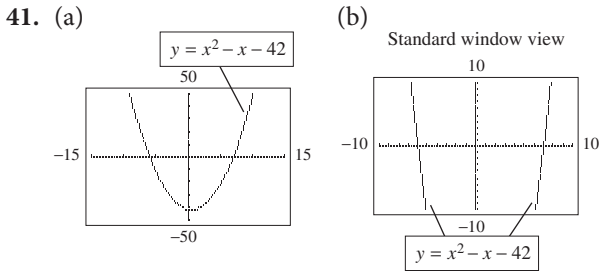 41. (a)
y = x² – x – 42
50
–15
15
–50
(b)
Standard window view
10
–10
10
–10
y = x² – x – 42